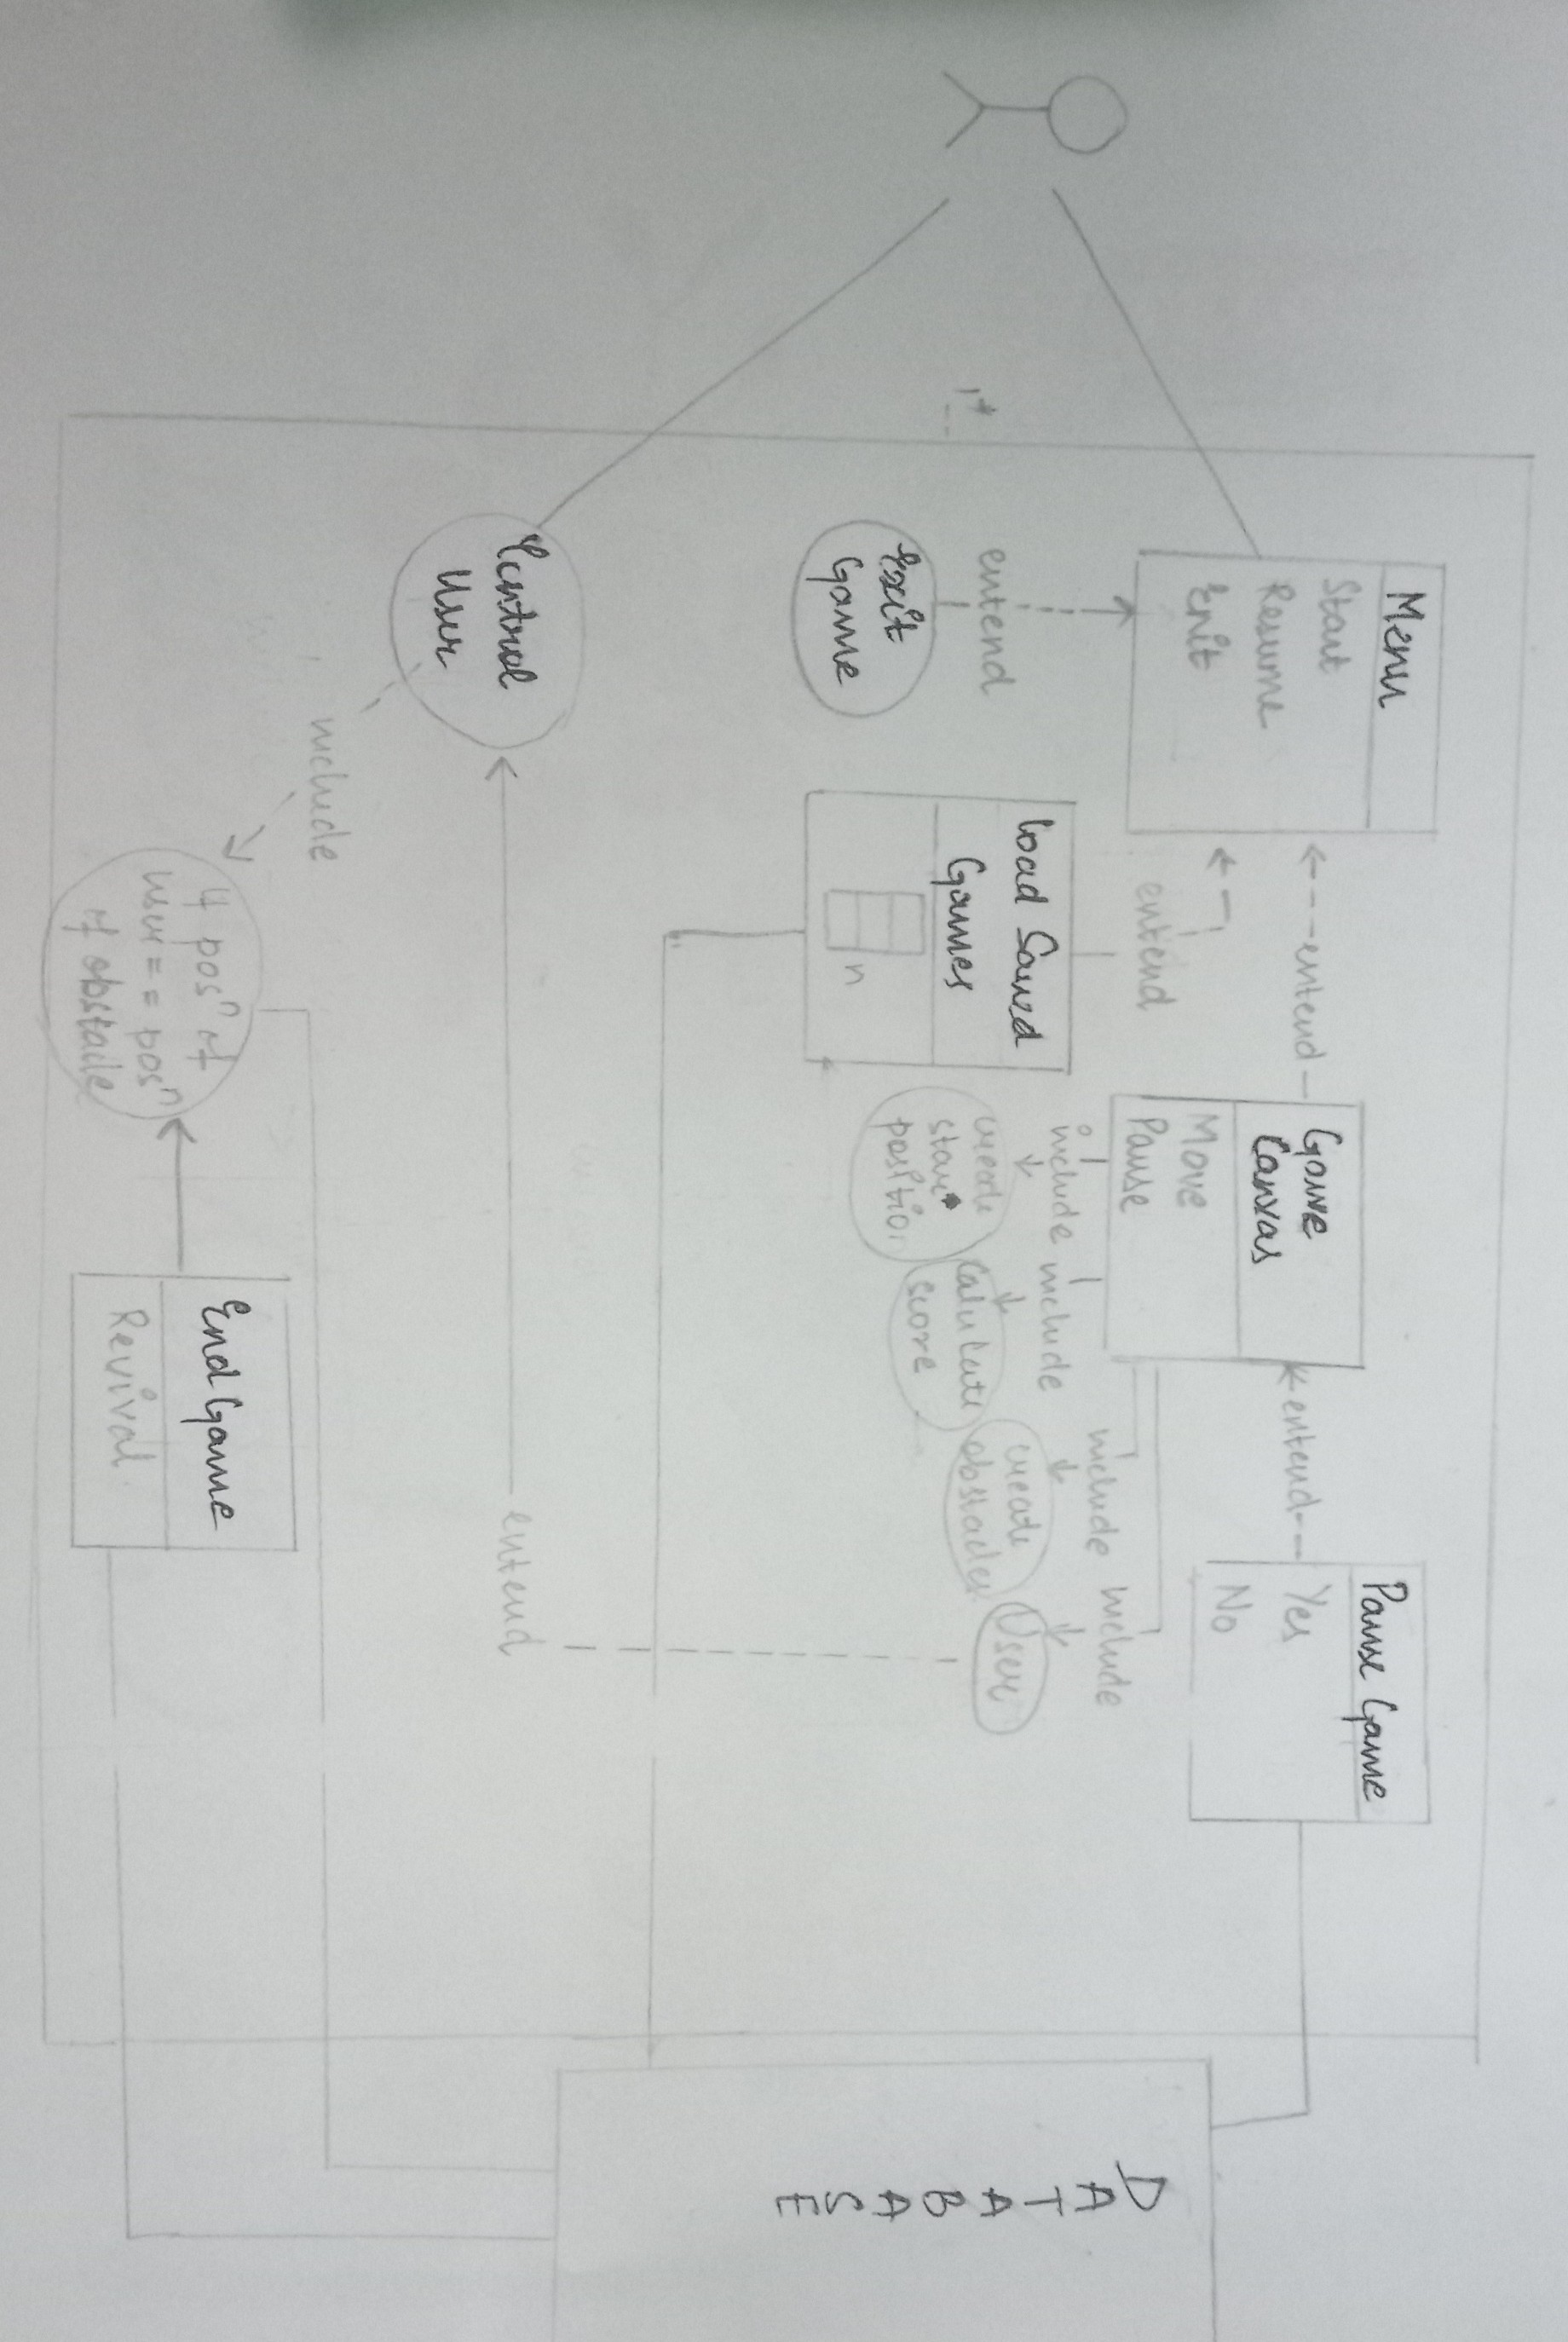 Menu
Start
Resume
Exit
extend
Game
Canvas
Move
Pause
extend
Pause Game
Yes
No
extend
Load Saved
Games
n
extend
Exit
Game
include
create
star
position
include
Calculate
score
include
create
obstacles
include
User
DATABASE
Control
User
extend
include
If posⁿ of
user == posⁿ
of obstacle
End Game
Revival